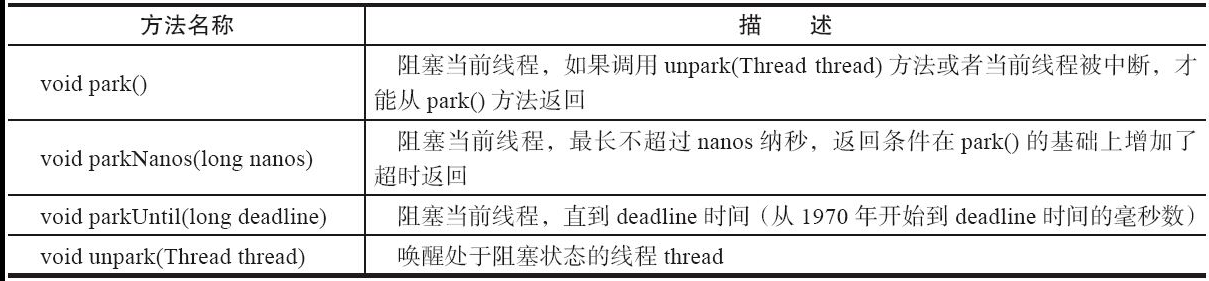 方法名称 描 述
void park() 阻塞当前线程，如果调用 unpark(Thread thread) 方法或者当前线程被中断，才
能从 park() 方法返回
void parkNanos(long nanos) 阻塞当前线程，最长不超过 nanos 纳秒，返回条件在 park() 的基础上增加了
超时返回
void parkUntil(long deadline) 阻塞当前线程，直到 deadline 时间（从 1970 年开始到 deadline 时间的毫秒数）
void unpark(Thread thread) 唤醒处于阻塞状态的线程 thread